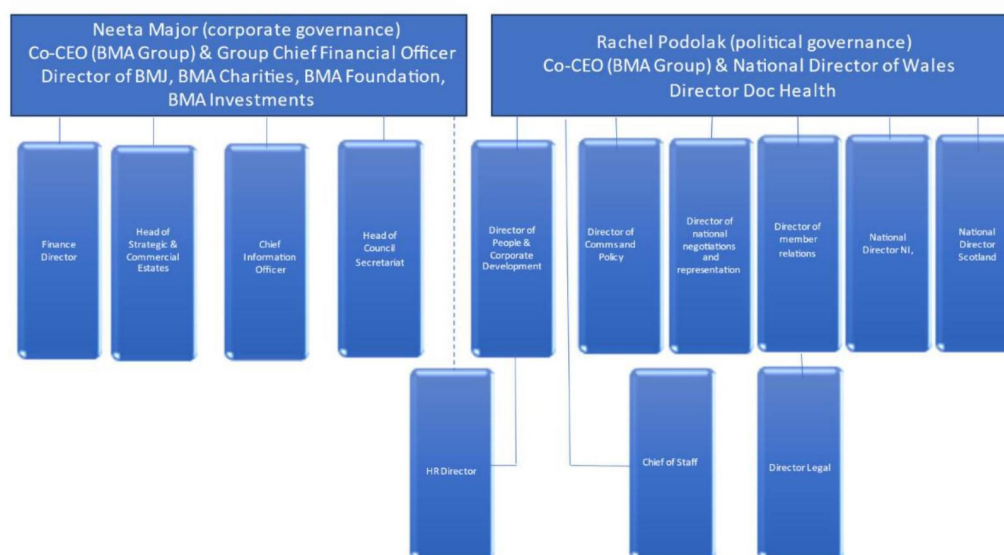 Neeta Major (corporate governance)
Co-CEO (BMA Group) & Group Chief Financial Officer
Director of BMJ, BMA Charities, BMA Foundation,
BMA Investments
Rachel Podolak (political governance)
Co-CEO (BMA Group) & National Director of Wales
Director Doc Health
Finance
Director
Head of
Strategic &
Commercial
Estates
Chief
Information
Officer
Head of
Council
Secretariat
Director of
People &
Corporate
Development
Director of
Comms and
Policy
Director of
national
negotiations
and
representation
Director of
member
relations
National
Director NI,
National
Director
Scotland
HR Director
Chief of Staff
Director Legal